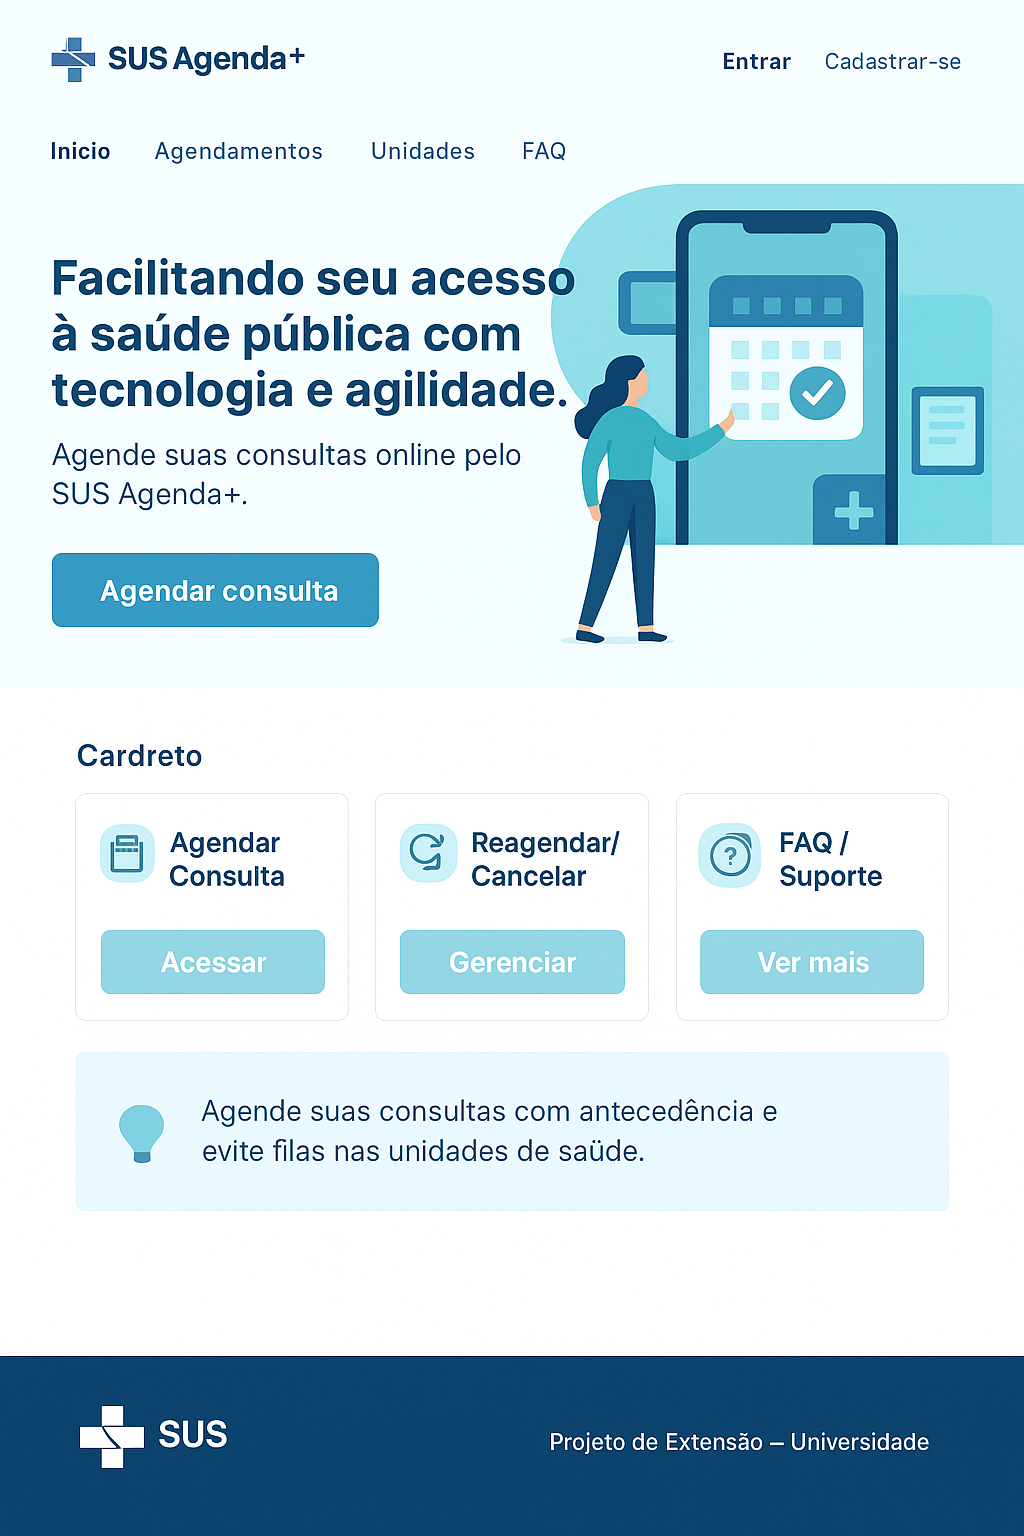 SUS Agenda+
Entrar
Cadastrar-se
Inicio
Agendamentos
Unidades
FAQ
Facilitando seu acesso
à saúde pública com
tecnologia e agilidade.
Agende suas consultas online pelo
SUS Agenda+.
Agendar consulta
Cardreto
Agendar
Consulta
Acessar
Reagendar/
Cancelar
Gerenciar
?
FAQ /
Suporte
Ver mais
Agende suas consultas com antecedência e
evite filas nas unidades de saüde.
SUS
Projeto de Extensão – Universidade